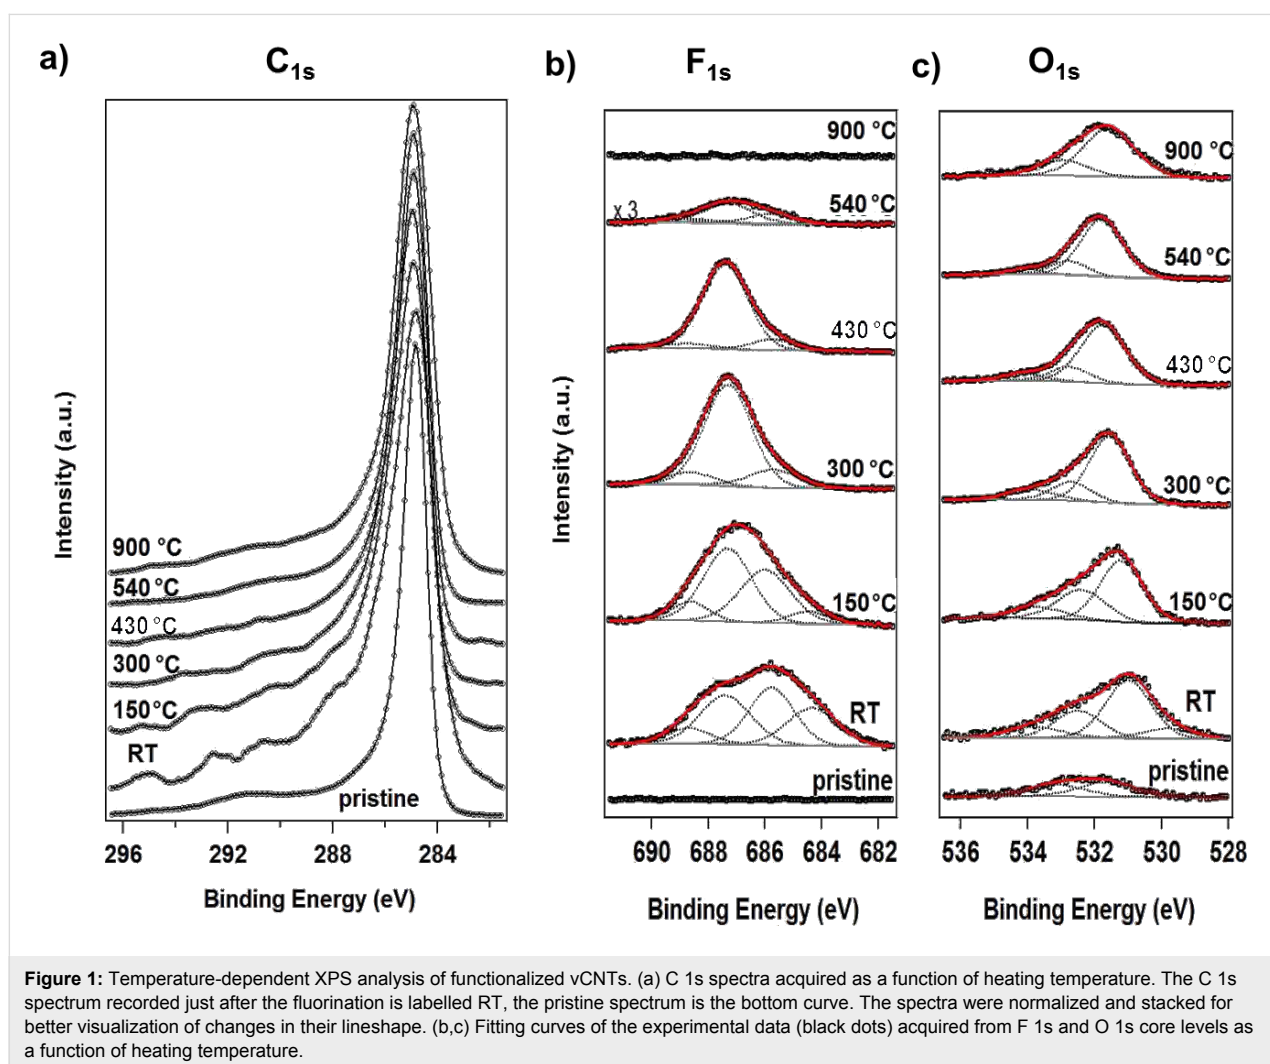 a)
C1s
Intensity (a.u.)
900 °C
540 °C
430 °C
300 °C
150°C
RT
pristine
296 292 288 284
Binding Energy (eV)
b)
F1s
Intensity (a.u.)
900 °C
x 3
540 °C
430 °C
300 °C
150°C
RT
pristine
690 688 686 684 682
Binding Energy (eV)
c)
O1s
900 °C
540 °C
430 °C
300 °C
150°C
RT
pristine
536 534 532 530 528
Binding Energy (eV)
Figure 1: Temperature-dependent XPS analysis of functionalized vCNTs. (a) C 1s spectra acquired as a function of heating temperature. The C 1s
spectrum recorded just after the fluorination is labelled RT, the pristine spectrum is the bottom curve. The spectra were normalized and stacked for
better visualization of changes in their lineshape. (b,c) Fitting curves of the experimental data (black dots) acquired from F 1s and O 1s core levels as
a function of heating temperature.